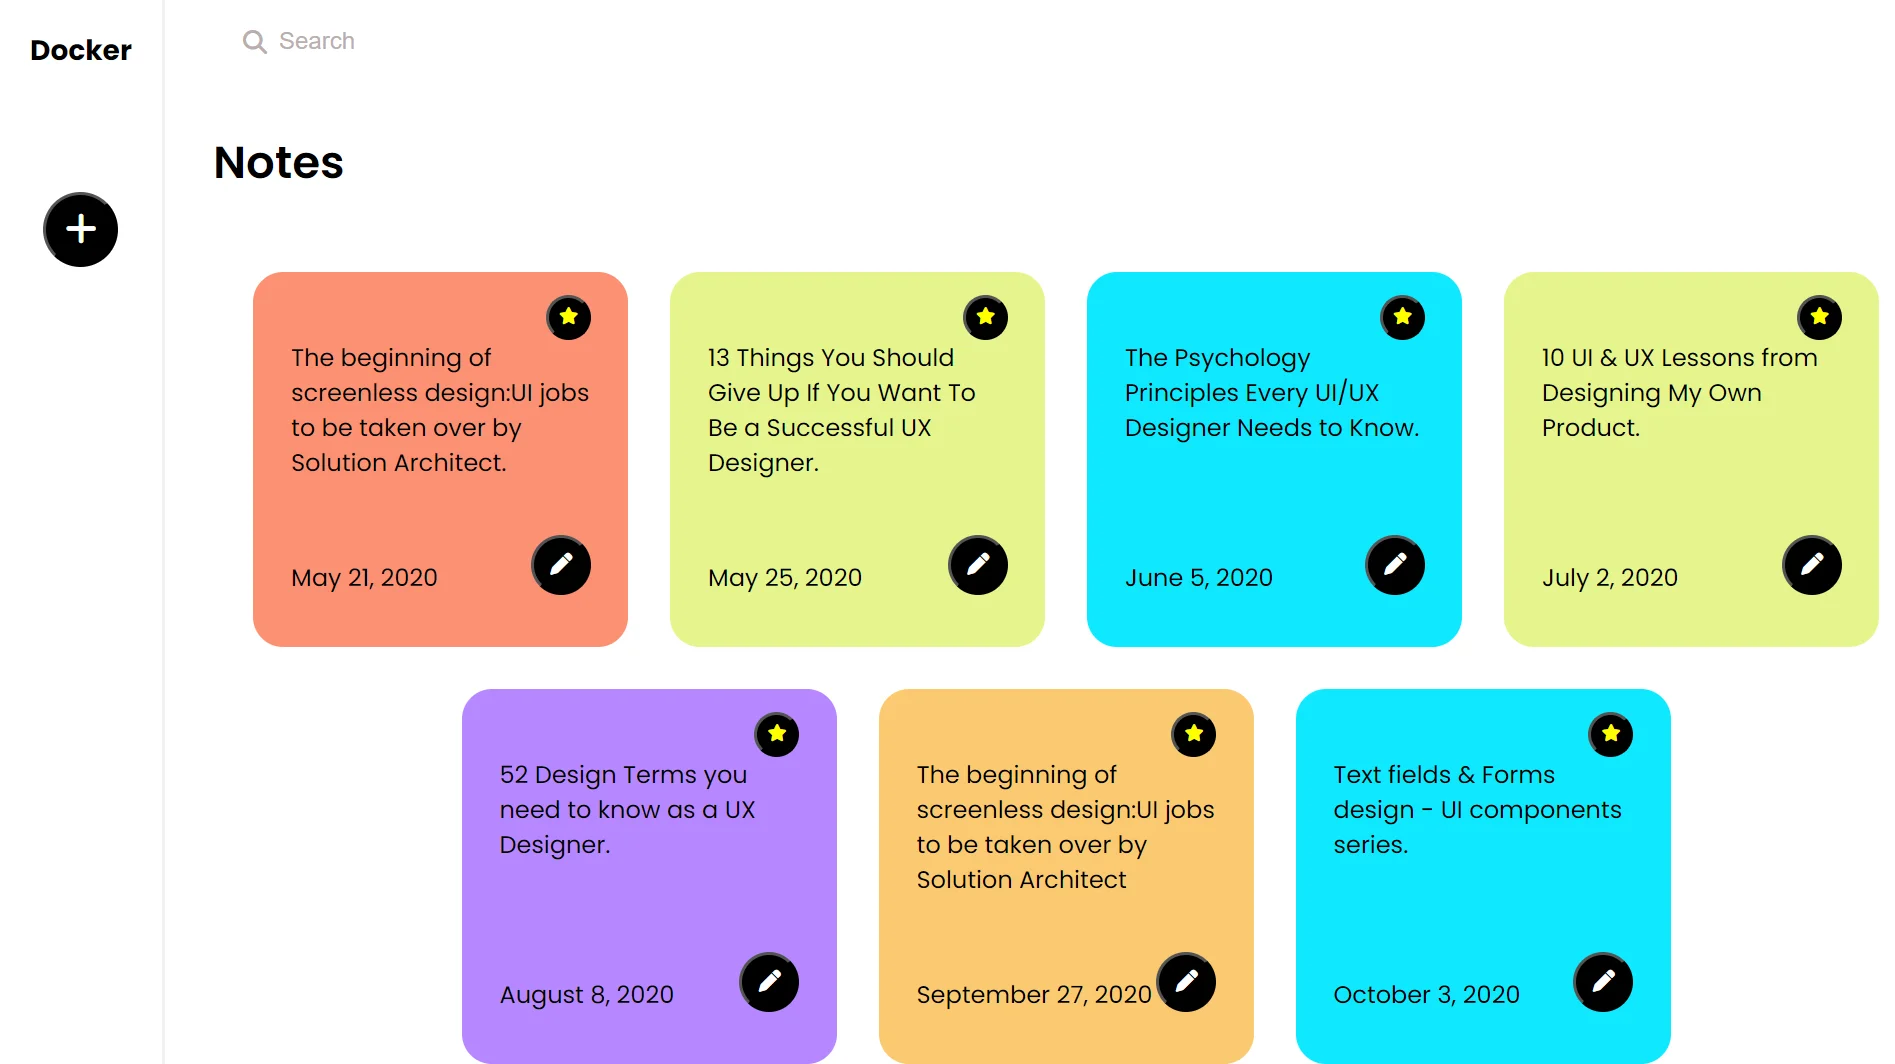 Docker
Search
Notes
The beginning of
screenless design:UI jobs
to be taken over by
Solution Architect.
May 21, 2020
13 Things You Should
Give Up If You Want To
Be a Successful UX
Designer.
May 25, 2020
The Psychology
Principles Every UI/UX
Designer Needs to Know.
June 5, 2020
10 UI & UX Lessons from
Designing My Own
Product.
July 2, 2020
52 Design Terms you
need to know as a UX
Designer.
August 8, 2020
The beginning of
screenless design:UI jobs
to be taken over by
Solution Architect
September 27, 2020
Text fields & Forms
design - UI components
series.
October 3, 2020